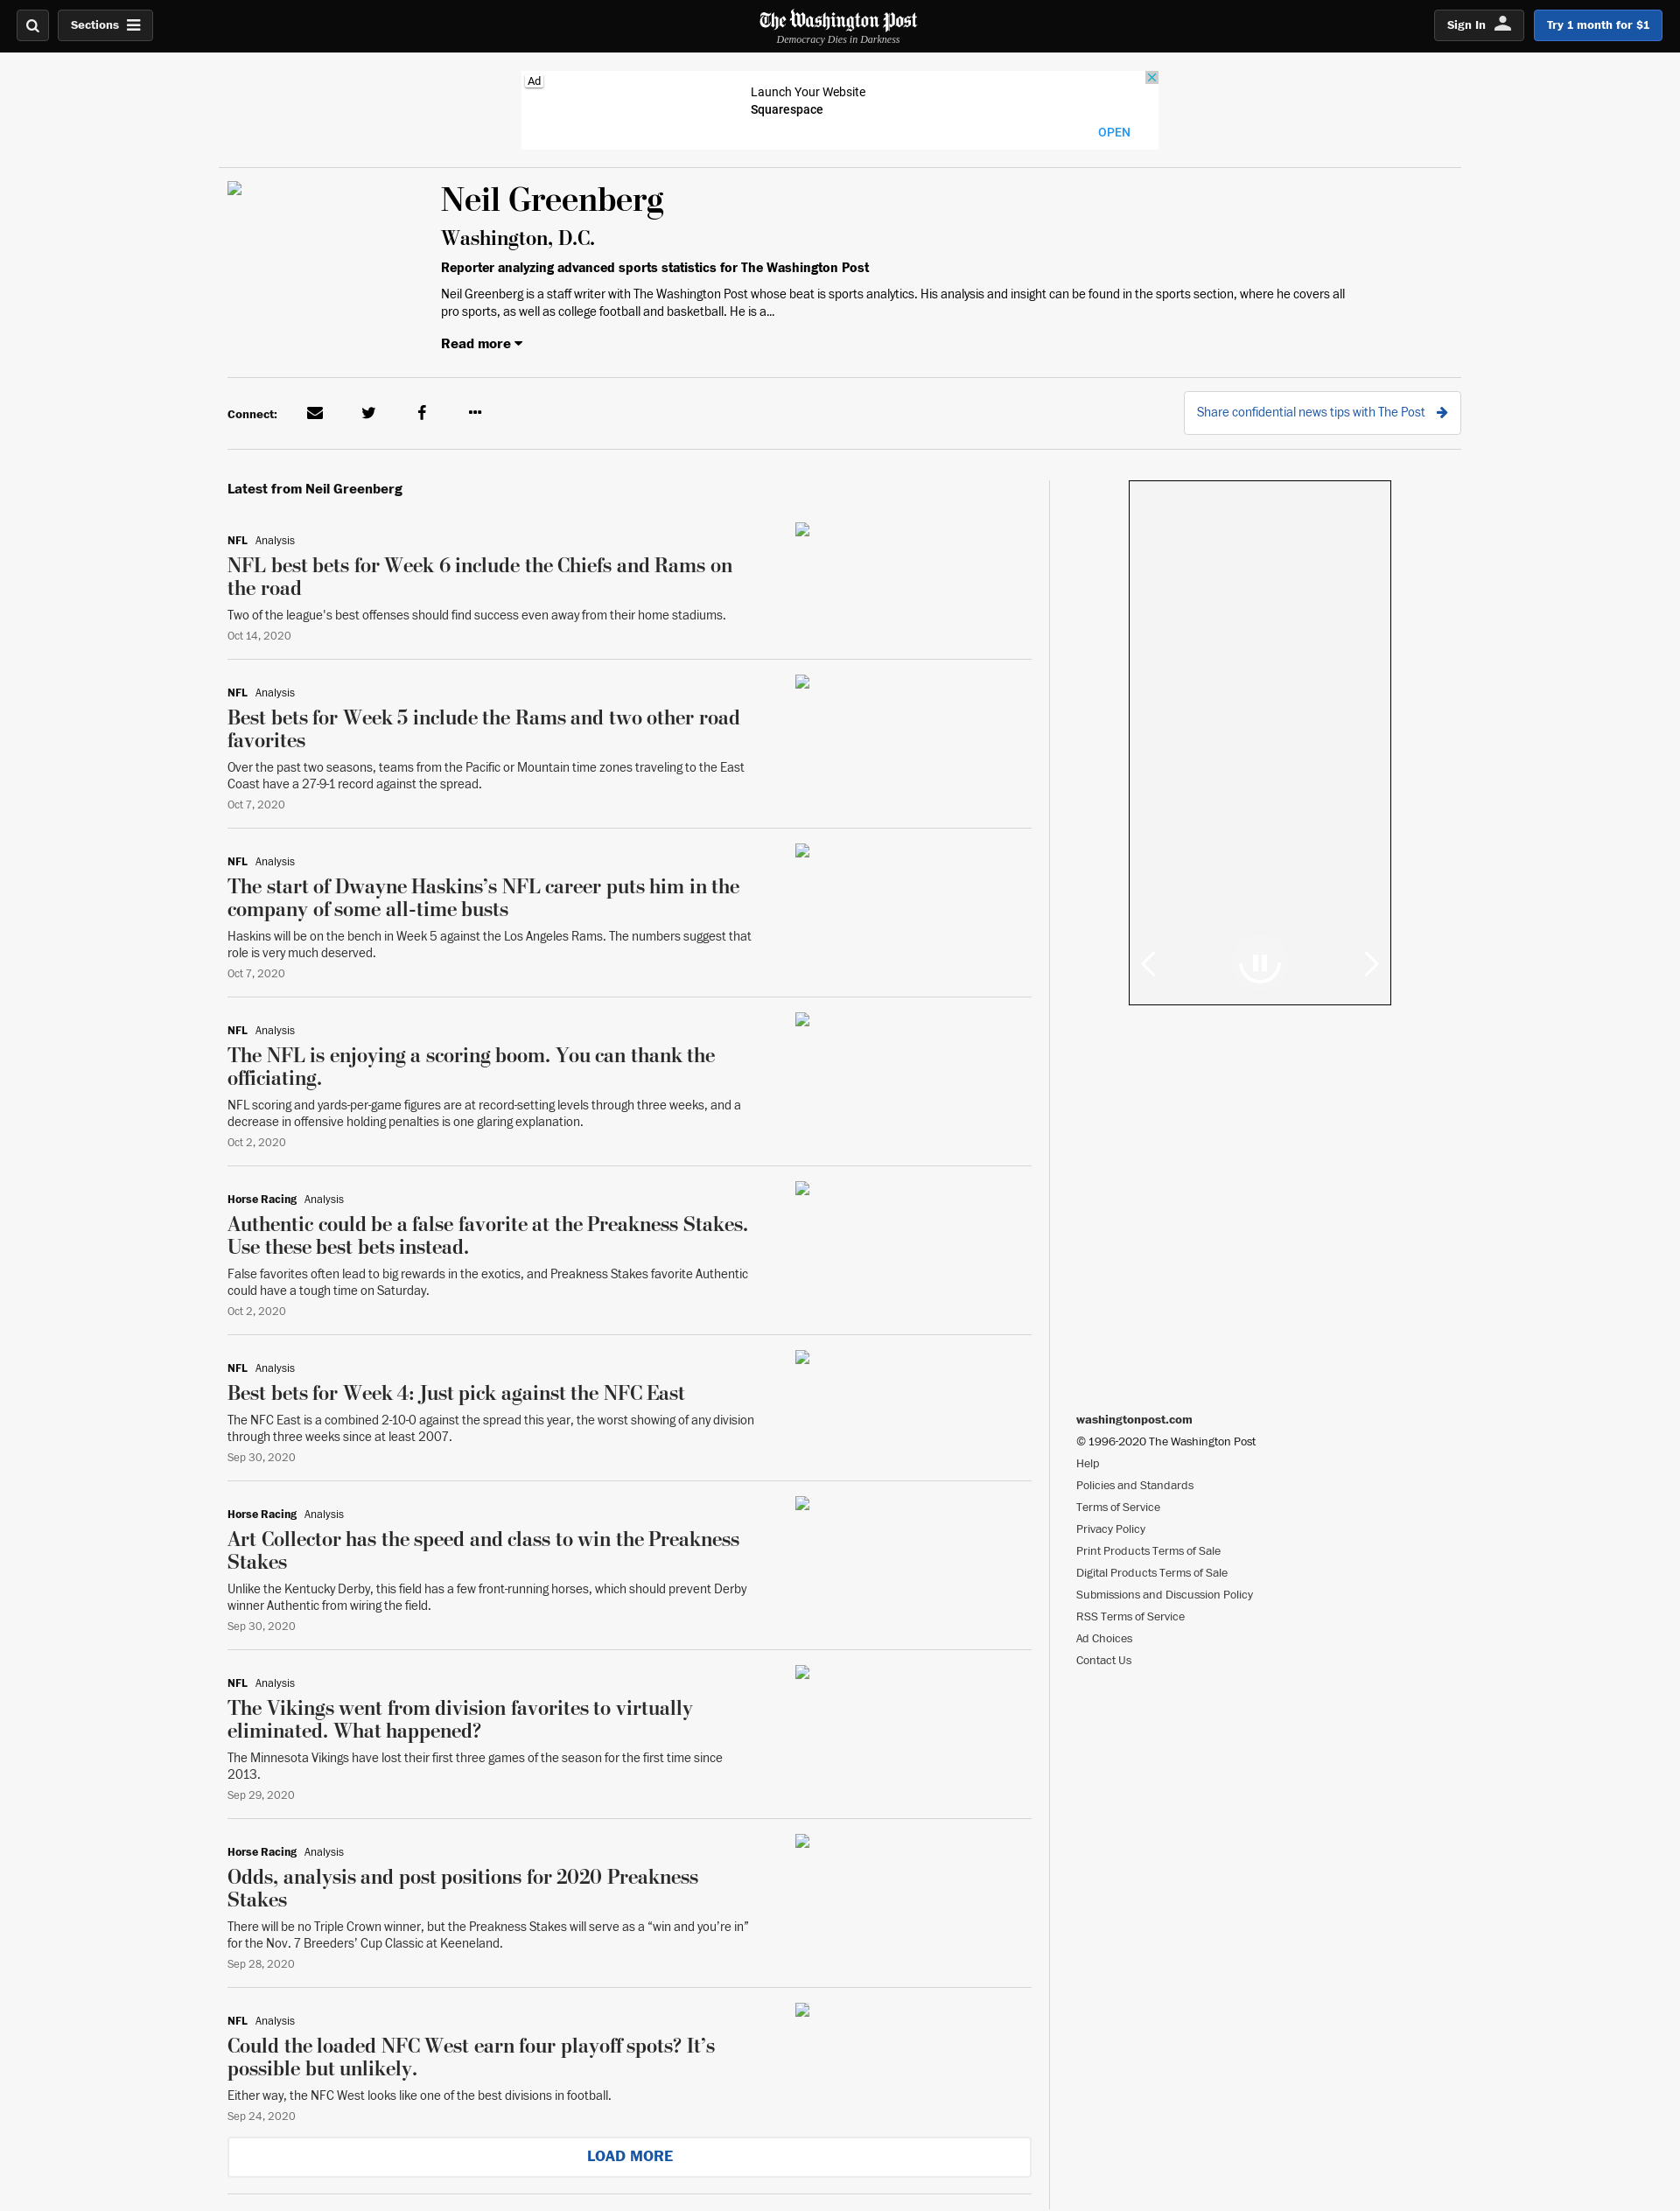 Sections
The Washington Post
Democracy Dies in Darkness
Sign In
Try 1 month for $1
Ad
Launch Your Website
Squarespace
OPEN
Neil Greenberg
Washington, D.C.
Reporter analyzing advanced sports statistics for The Washington Post
Neil Greenberg is a staff writer with The Washington Post whose beat is sports analytics. His analysis and insight can be found in the sports section, where he covers all
pro sports, as well as college football and basketball. He is a...
Read more
Connect:
Share confidential news tips with The Post
Latest from Neil Greenberg
NFL Analysis
NFL best bets for Week 6 include the Chiefs and Rams on
the road
Two of the league's best offenses should find success even away from their home stadiums.
Oct 14, 2020
NFL Analysis
Best bets for Week 5 include the Rams and two other road
favorites
Over the past two seasons, teams from the Pacific or Mountain time zones traveling to the East
Coast have a 27-9-1 record against the spread.
Oct 7, 2020
NFL Analysis
The start of Dwayne Haskins’s NFL career puts him in the
company of some all-time busts
Haskins will be on the bench in Week 5 against the Los Angeles Rams. The numbers suggest that
role is very much deserved.
Oct 7, 2020
NFL Analysis
The NFL is enjoying a scoring boom. You can thank the
officiating.
NFL scoring and yards-per-game figures are at record-setting levels through three weeks, and a
decrease in offensive holding penalties is one glaring explanation.
Oct 2, 2020
Horse Racing Analysis
Authentic could be a false favorite at the Preakness Stakes.
Use these best bets instead.
False favorites often lead to big rewards in the exotics, and Preakness Stakes favorite Authentic
could have a tough time on Saturday.
Oct 2, 2020
NFL Analysis
Best bets for Week 4: Just pick against the NFC East
The NFC East is a combined 2-10-0 against the spread this year, the worst showing of any division
through three weeks since at least 2007.
Sep 30, 2020
Horse Racing Analysis
Art Collector has the speed and class to win the Preakness
Stakes
Unlike the Kentucky Derby, this field has a few front-running horses, which should prevent Derby
winner Authentic from wiring the field.
Sep 30, 2020
NFL Analysis
The Vikings went from division favorites to virtually
eliminated. What happened?
The Minnesota Vikings have lost their first three games of the season for the first time since
2013.
Sep 29, 2020
Horse Racing Analysis
Odds, analysis and post positions for 2020 Preakness
Stakes
There will be no Triple Crown winner, but the Preakness Stakes will serve as a “win and you’re in”
for the Nov. 7 Breeders’ Cup Classic at Keeneland.
Sep 28, 2020
NFL Analysis
Could the loaded NFC West earn four playoff spots? It’s
possible but unlikely.
Either way, the NFC West looks like one of the best divisions in football.
Sep 24, 2020
LOAD MORE
washingtonpost.com
© 1996-2020 The Washington Post
Help
Policies and Standards
Terms of Service
Privacy Policy
Print Products Terms of Sale
Digital Products Terms of Sale
Submissions and Discussion Policy
RSS Terms of Service
Ad Choices
Contact Us